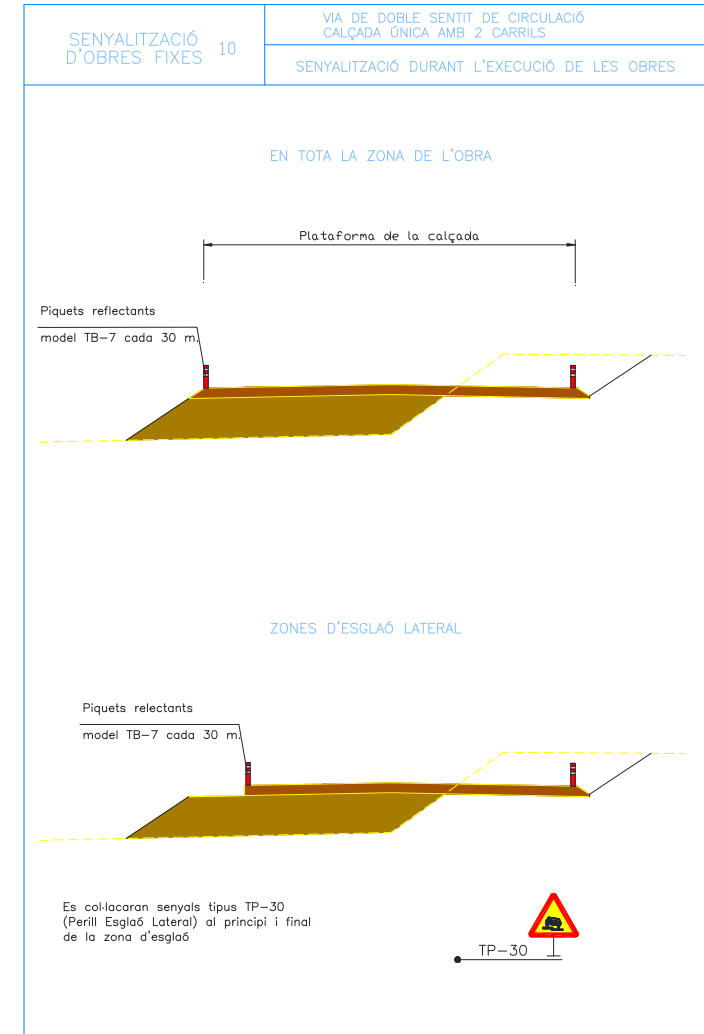 SENYALITZACIÓ
D'OBRES FIXES 10
VIA DE DOBLE SENTIT DE CIRCULACIÓ
CALÇADA ÚNICA AMB 2 CARRILS
SENYALITZACIÓ DURANT L'EXECUCIÓ DE LES OBRES
EN TOTA LA ZONA DE L'OBRA
Plataforma de la calçada
Piquets reflectants
model TB-7 cada 30 m.
ZONES D'ESGLAÓ LATERAL
Piquets relectants
model TB-7 cada 30 m.
Es col·lacaran senyals tipus TP-30
(Perill Esglaó Lateral) al principi i final
de la zona d'esglaó
TP-30